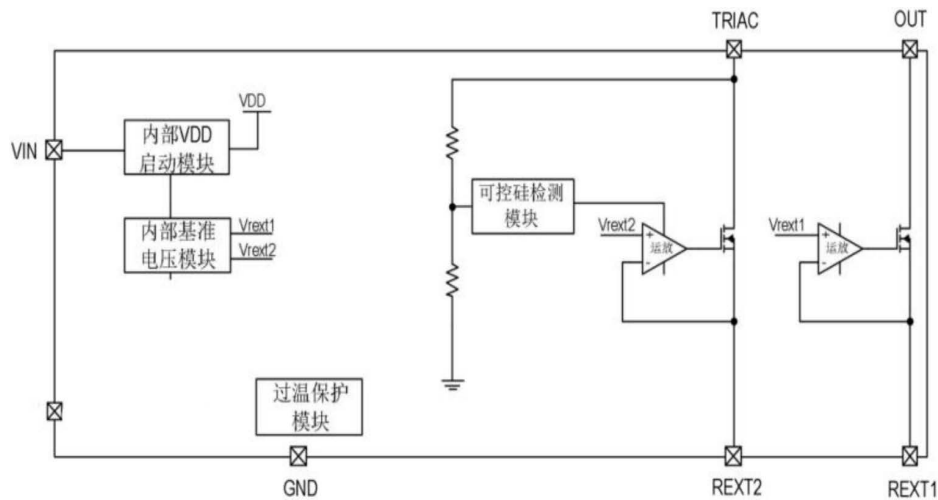 TRIAC
OUT
VIN
内部VDD
启动模块
VDD
内部基准
电压模块
Vrext1
Vrext2
可控硅检测
模块
Vrext2
+
运放
-
Vrext1
+
运放
-
过温保护
模块
GND
REXT2
REXT1